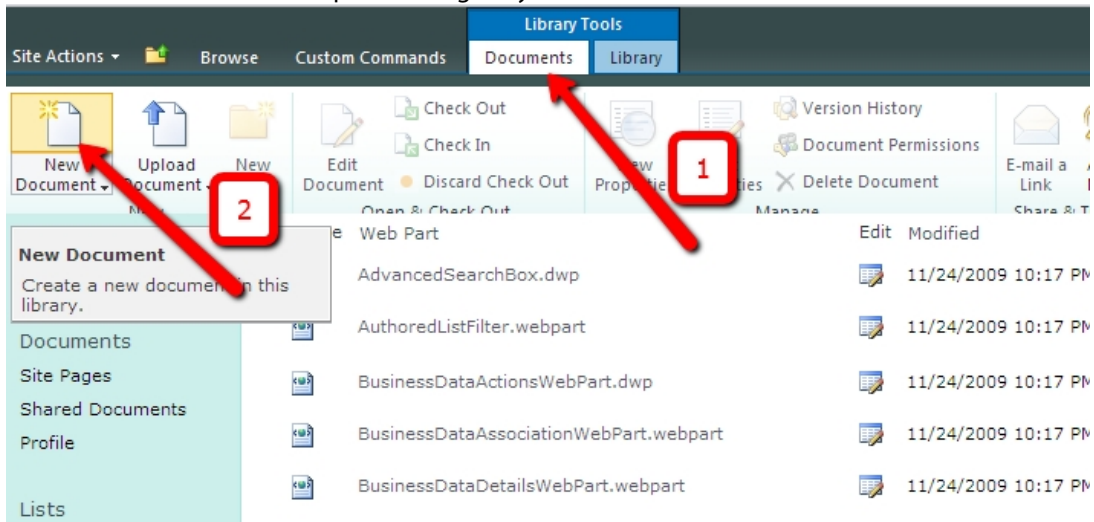 Library Tools
Site Actions Browse Custom Commands Documents Library
New Document
Upload Document
New
Edit Document
Check Out
Check In
Discard Check Out
Open & Check Out
Version History
Document Permissions
Delete Document
Manage
E-mail a Link
1
2
New Document
Create a new document in this library.
Web Part Edit Modified
AdvancedSearchBox.dwp 11/24/2009 10:17 PM
AuthoredListFilter.webpart 11/24/2009 10:17 PM
BusinessDataActionsWebPart.dwp 11/24/2009 10:17 PM
BusinessDataAssociationWebPart.webpart 11/24/2009 10:17 PM
BusinessDataDetailsWebPart.webpart 11/24/2009 10:17 PM
Documents
Site Pages
Shared Documents
Profile
Lists